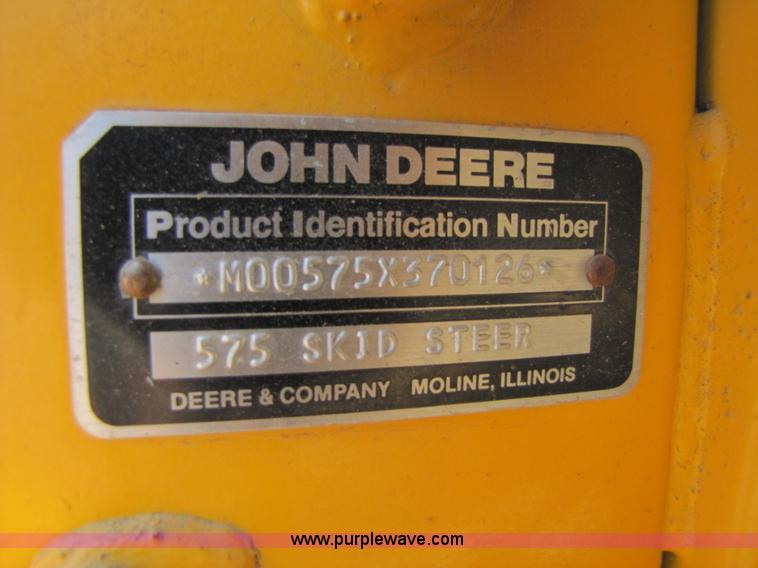 JOHN DEERE
Product Identification Number
*M00575X370126*
575 SKID STEER
DEERE & COMPANY MOLINE, ILLINOIS
www.purplewave.com